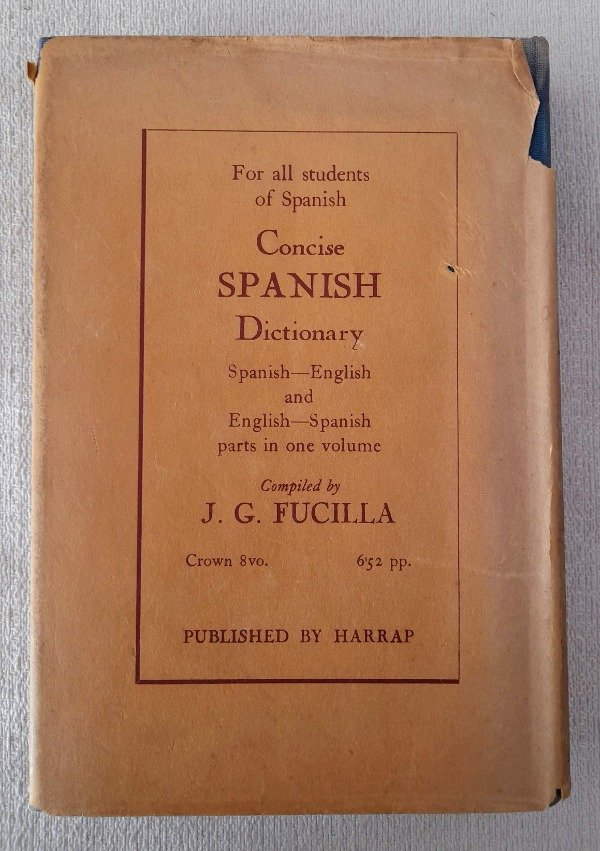 For all students
of Spanish
Concise
SPANISH
Dictionary
Spanish—English
and
English—Spanish
parts in one volume
Compiled by
J. G. FUCILLA
Crown 8vo. 652 pp.
PUBLISHED BY HARRAP